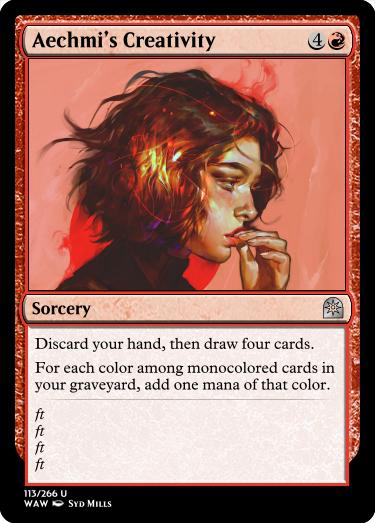 Aechmi's Creativity 4
Sorcery
Discard your hand, then draw four cards.
For each color among monocolored cards in
your graveyard, add one mana of that color.
ft
ft
ft
ft
113/266 U
WAW Syd Mills